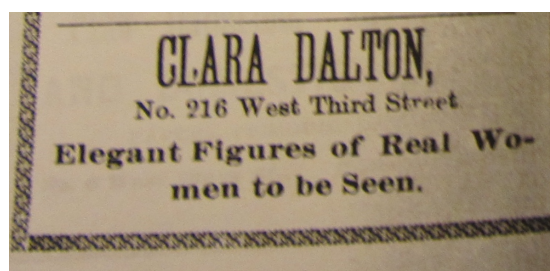 CLARA DALTON,
No. 216 West Third Street
Elegant Figures of Real Wo-
men to be Seen.